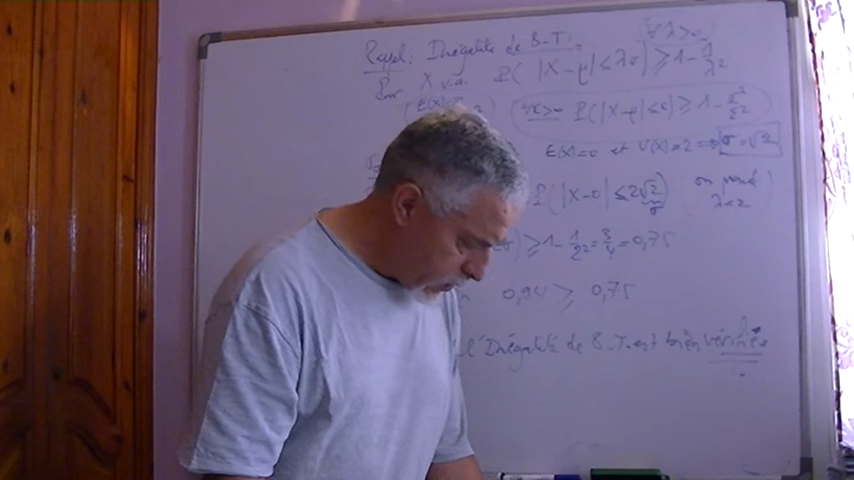 Rappel: Inégalité de B-T: ∀λ>0
Pour X v.a. P( |X-μ| ≤ λσ ) ≥ 1 - 1/λ²
∀ε>0 P(|X-μ| ≤ ε) ≥ 1 - σ²/ε²
E(X)=0 et V(X)=2 ⇒ σ=√2
P( |X-0| ≤ 2√2 ) on prend
σ λ=2
≥ 1 - 1/2² = 3/4 = 0,75
0,94 ≥ 0,75
l'Inégalité de B-T. est bien vérifiée